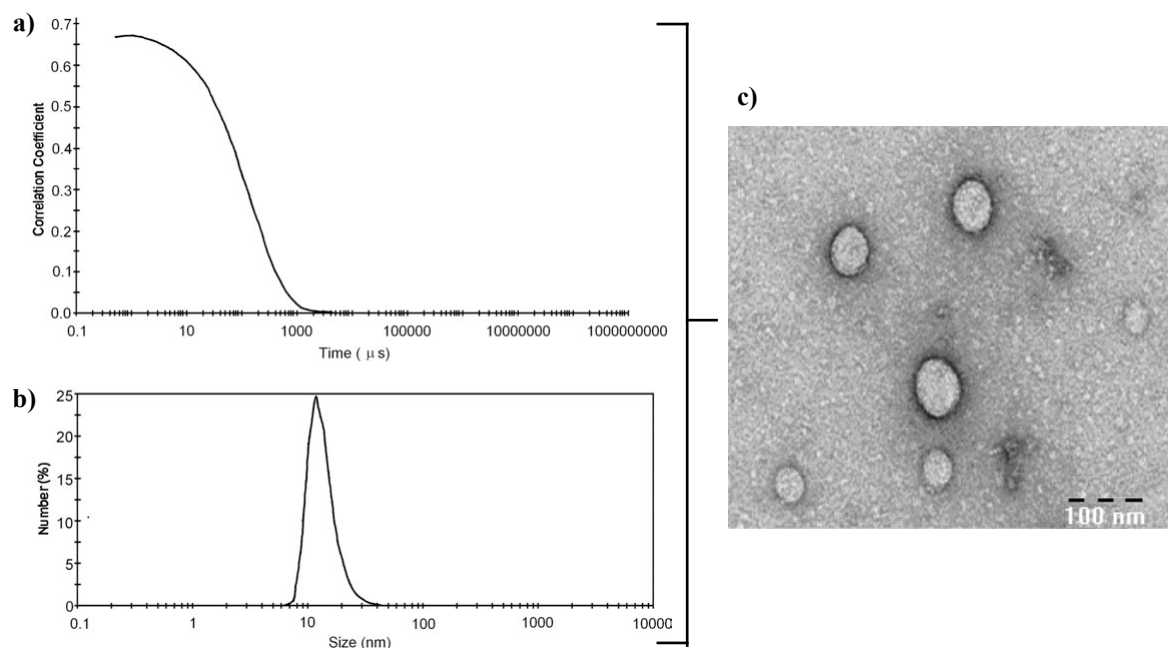 a)
0.7
0.6
0.5
0.4
0.3
0.2
0.1
0.0
Correlation Coefficient
0.1 10 1000 100000 10000000 1000000000
Time ( μs)
b)
25
20
15
10
5
0
Number (%)
0.1 1 10 100 1000 10000
Size (nm)
c)
100 nm